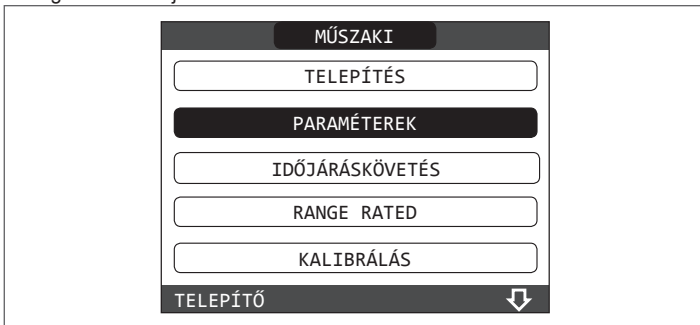 MŰSZAKI
TELEPÍTÉS
PARAMÉTEREK
IDŐJÁRÁSKÖVETÉS
RANGE RATED
KALIBRÁLÁS
TELEPÍTŐ